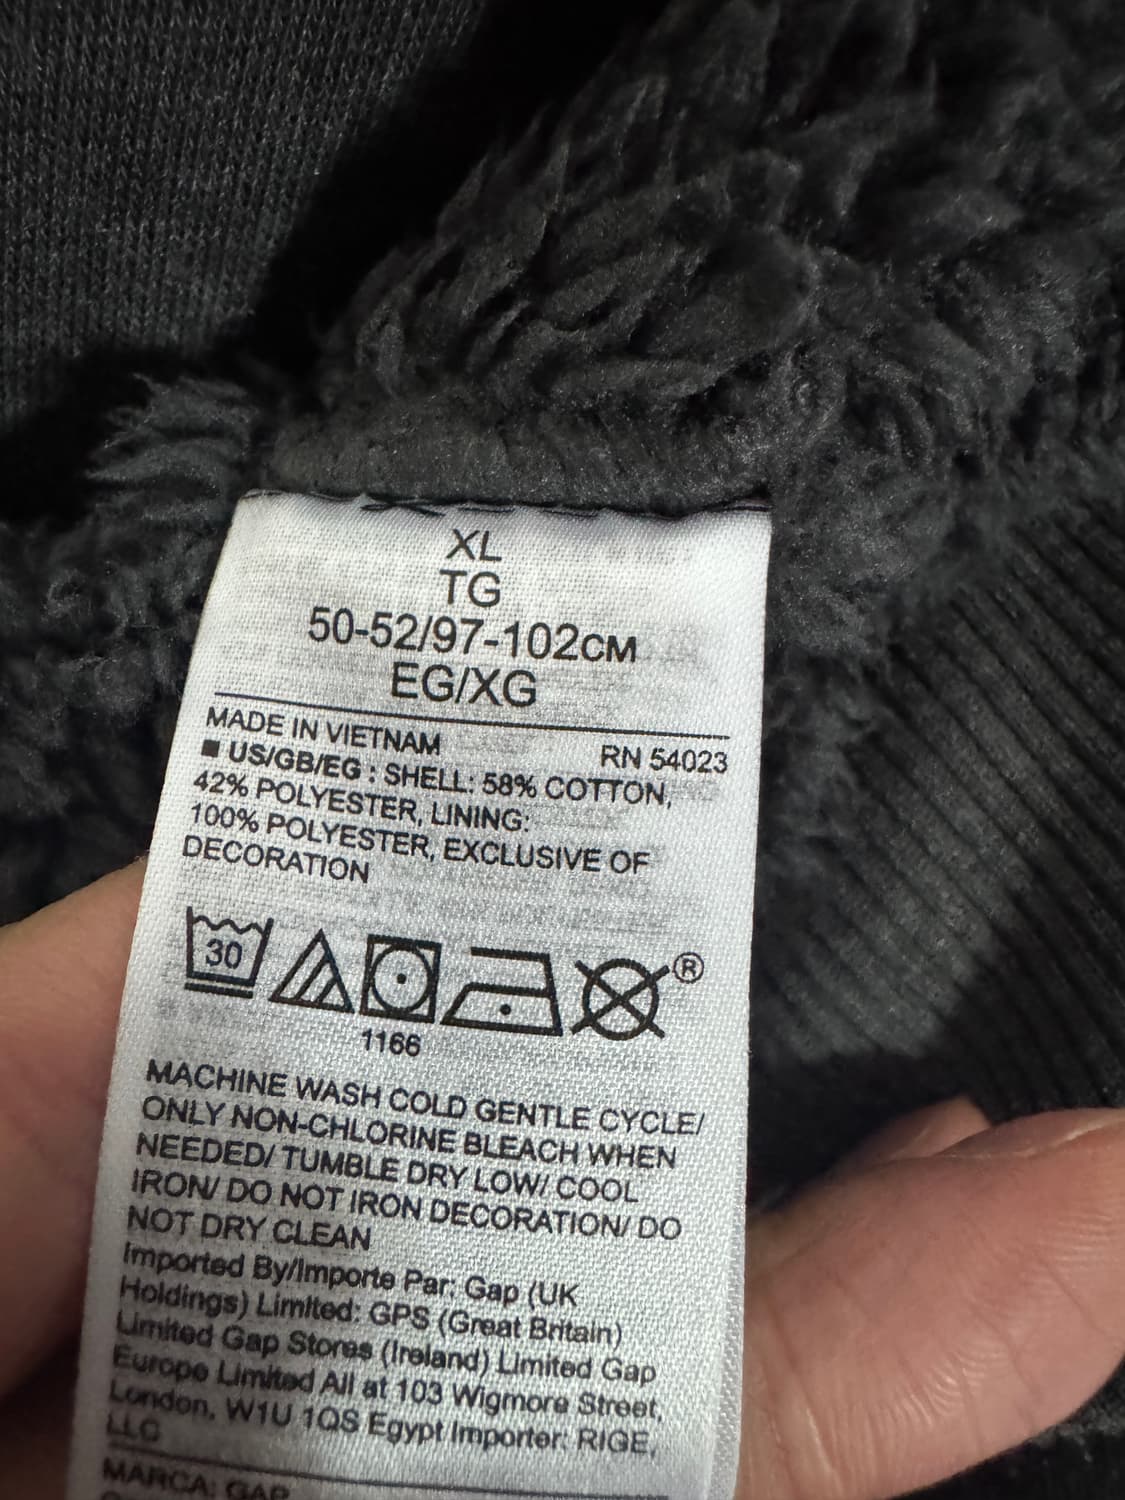 XL
TG
50-52/97-102CM
EG/XG
MADE IN VIETNAM
RN 54023
■ US/GB/EG : SHELL: 58% COTTON,
42% POLYESTER, LINING:
100% POLYESTER, EXCLUSIVE OF
DECORATION
30
®
1166
MACHINE WASH COLD GENTLE CYCLE/
ONLY NON-CHLORINE BLEACH WHEN
NEEDED/ TUMBLE DRY LOW/ COOL
IRON/ DO NOT IRON DECORATION/ DO
NOT DRY CLEAN
Imported By/Importe Par: Gap (UK
Holdings) Limited: GPS (Great Britain)
Limited Gap Stores (Ireland) Limited Gap
Europe Limited All at 103 Wigmore Street,
London, W1U 1QS Egypt Importer: RIGE,
LLC
MARCA: GAP